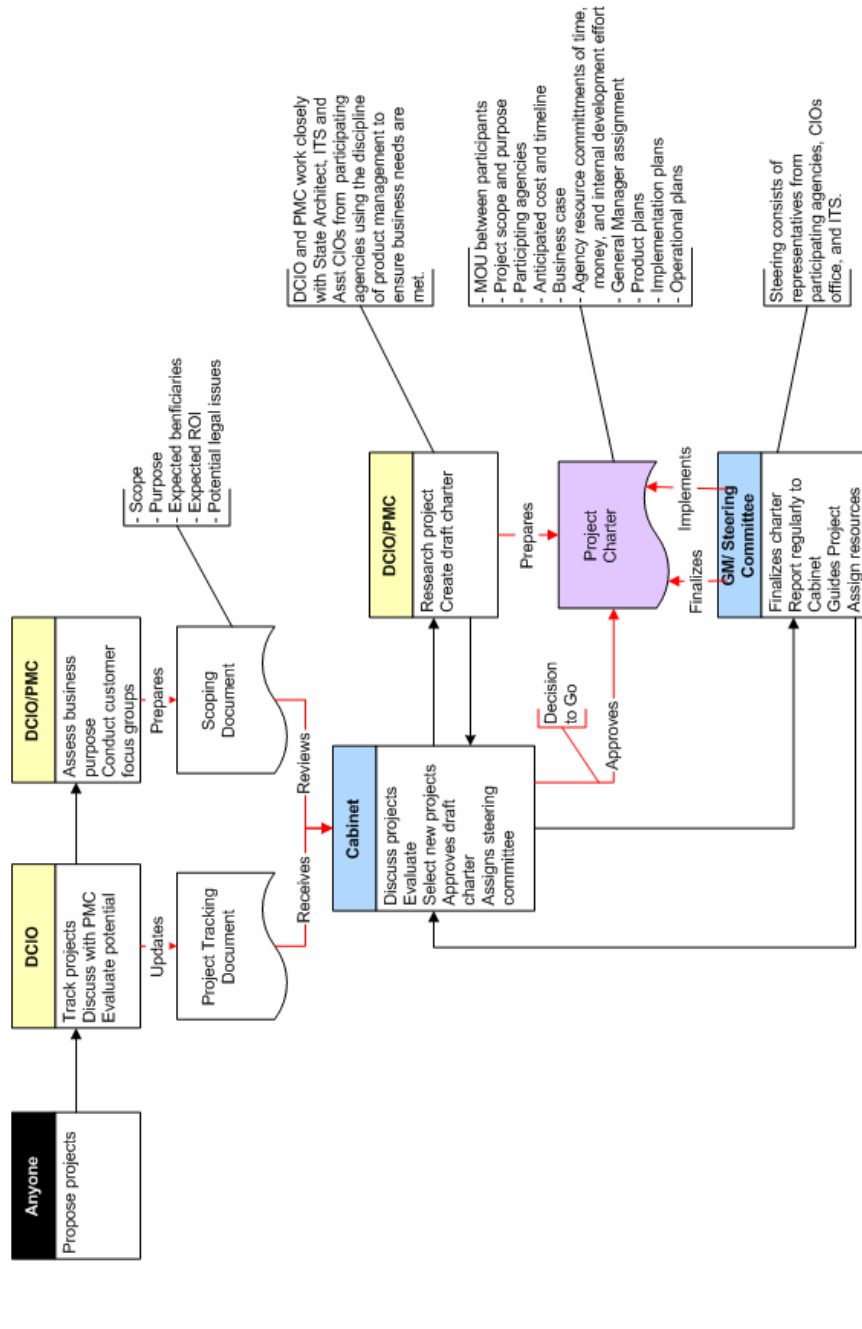 Anyone
Propose projects
DCIO
Track projects
Discuss with PMC
Evaluate potential
DCIO/PMC
Assess business
purpose
Conduct customer
focus groups
- Scope
- Purpose
- Expected benficiaries
- Expected ROI
- Potential legal issues
Updates
Prepares
Project Tracking
Document
Scoping
Document
Receives
Reviews
Cabinet
Discuss projects
Evaluate
Select new projects
Approves draft
charter
Assigns steering
committee
DCIO/PMC
Research project
Create draft charter
DCIO and PMC work closely
with State Architect, ITS and
Asst CIOs from participating
agencies using the discipline
of product management to
ensure business needs are
met.
Decision
to Go
Approves
Prepares
Project
Charter
- MOU between participants
- Project scope and purpose
- Participting agencies
- Anticipated cost and timeline
- Business case
- Agency resource committments of time,
money, and internal development effort
- General Manager assignment
- Product plans
- Implementation plans
- Operational plans
Finalizes
Implements
GM/ Steering
Committee
Finalizes charter
Report regularly to
Cabinet
Guides Project
Assign resources
Steering consists of
representatives from
participating agencies, CIOs
office, and ITS.